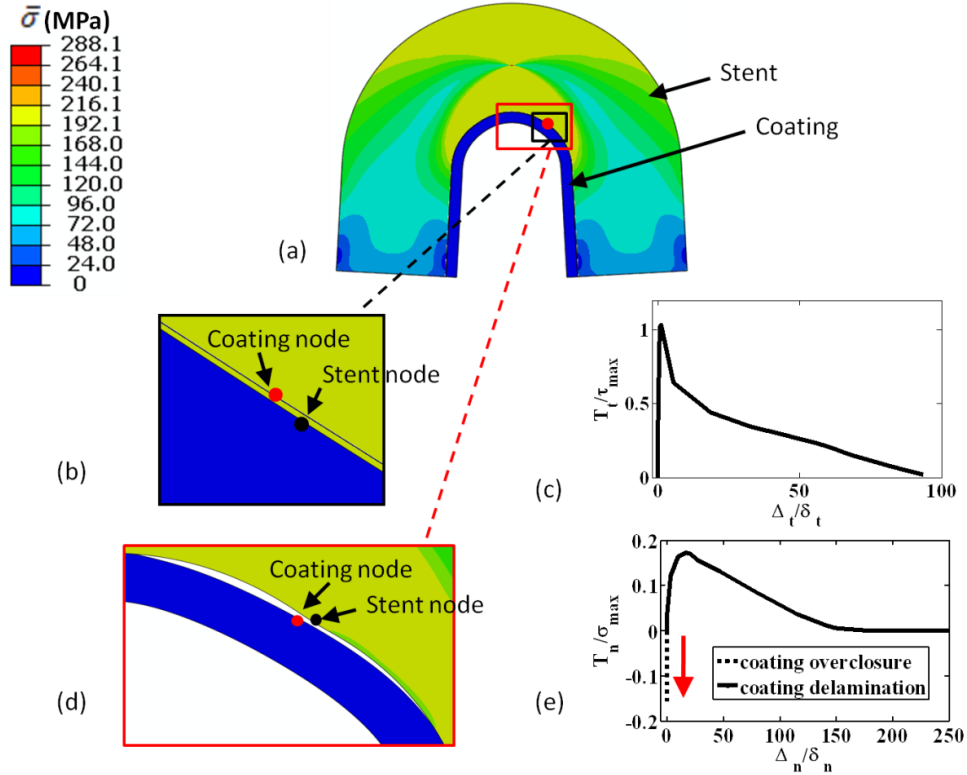 σ̄ (MPa)
288.1
264.1
240.1
216.1
192.1
168.0
144.0
120.0
96.0
72.0
48.0
24.0
0
Stent
Coating
(a)
Coating node
Stent node
(b)
T_t/τ_max
1
0.5
0
0
50
100
Δ_t/δ_t
(c)
Coating node
Stent node
(d)
T_n/σ_max
0.2
0.1
0
-0.1
-0.2
coating overclosure
coating delamination
0
50
100
150
200
250
Δ_n/δ_n
(e)